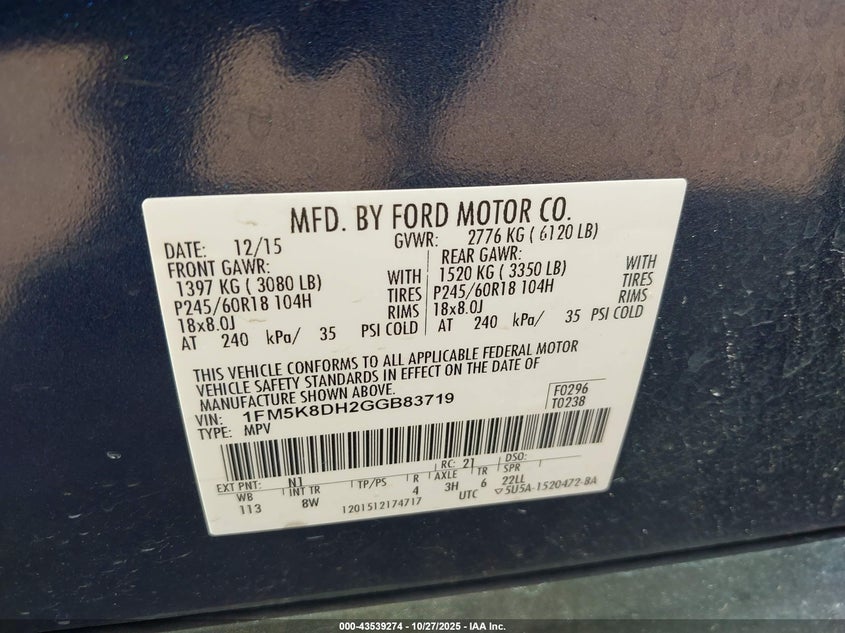 MFD. BY FORD MOTOR CO.
DATE: 12/15 GVWR: 2776 KG ( 6120 LB)
FRONT GAWR: REAR GAWR:
1397 KG ( 3080 LB) WITH 1520 KG ( 3350 LB) WITH
P245/60R18 104H TIRES P245/60R18 104H TIRES
18x8.0J RIMS 18x8.0J RIMS
AT 240 kPa/ 35 PSI COLD AT 240 kPa/ 35 PSI COLD
THIS VEHICLE CONFORMS TO ALL APPLICABLE FEDERAL MOTOR
VEHICLE SAFETY STANDARDS IN EFFECT ON THE DATE OF
MANUFACTURE SHOWN ABOVE.
VIN: 1FM5K8DH2GGB83719 F0296
TYPE: MPV T0238
EXT PNT: N1 RC: 21 DSO:
WB INT TR TP/PS R AXLE TR SPR
113 8W 4 3H 6 22LL
1201512174717 UTC ▽5U5A-1520472-BA
000-43539274 - 10/27/2025 - IAA Inc.